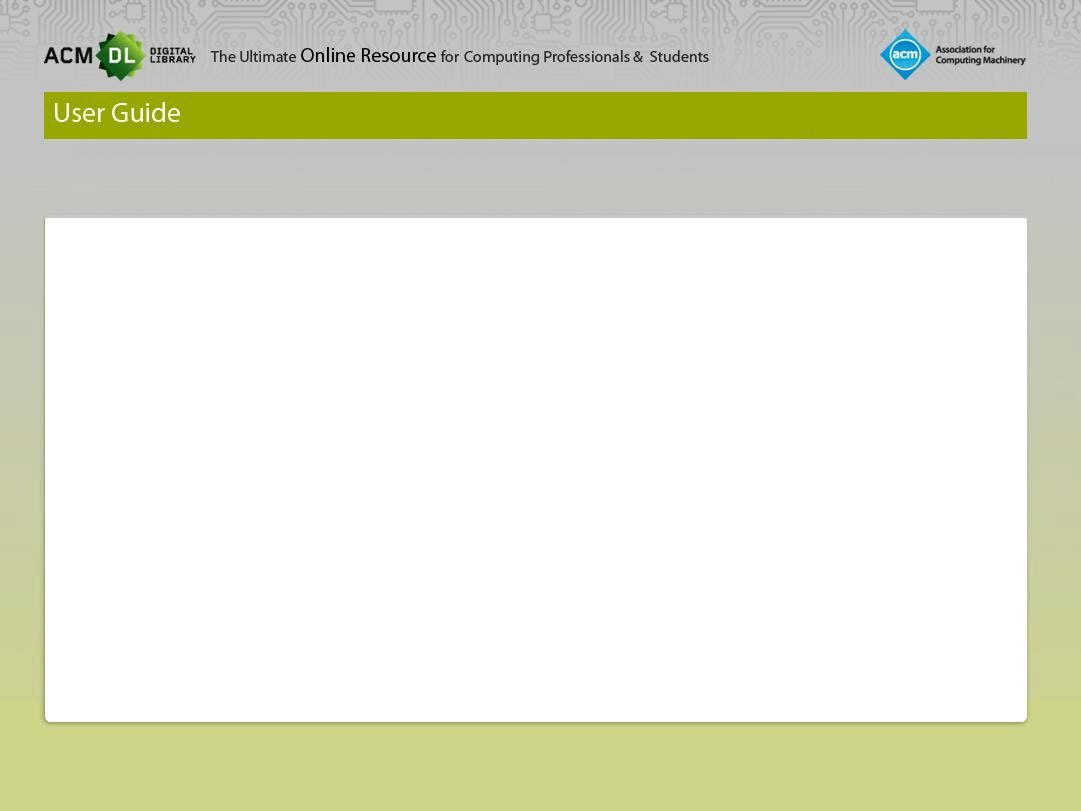 ACM DL DIGITAL LIBRARY The Ultimate Online Resource for Computing Professionals & Students
acm Association for Computing Machinery
User Guide